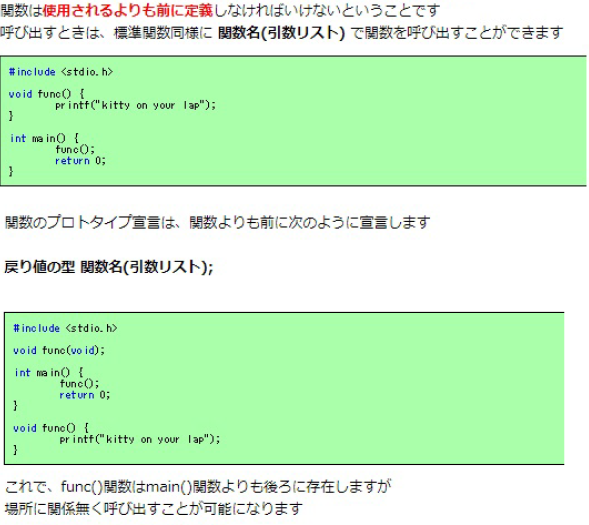 関数は使用されるよりも前に定義しなければいけないということです
呼び出すときは、標準関数同様に 関数名(引数リスト) で関数を呼び出すことができます
#include <stdio.h>
void func() {
printf("kitty on your lap");
}
int main() {
func();
return 0;
}
関数のプロトタイプ宣言は、関数よりも前に次のように宣言します
戻り値の型 関数名(引数リスト);
#include <stdio.h>
void func(void);
int main() {
func();
return 0;
}
void func() {
printf("kitty on your lap");
}
これで、func()関数はmain()関数よりも後ろに存在しますが
場所に関係無く呼び出すことが可能になります